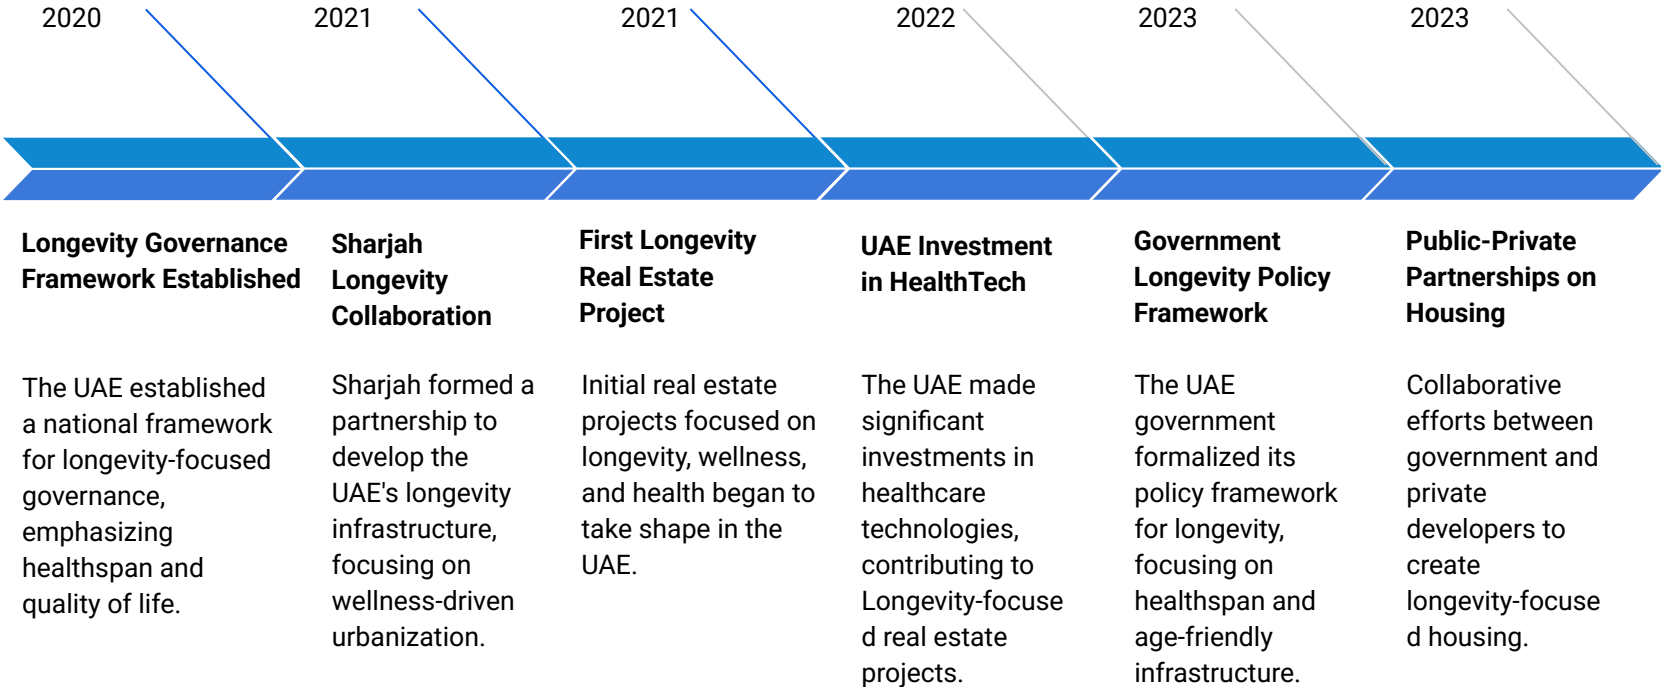 2020
2021
2021
2022
2023
2023
Longevity Governance
Framework Established
The UAE established
a national framework
for longevity-focused
governance,
emphasizing
healthspan and
quality of life.
Sharjah
Longevity
Collaboration
Sharjah formed a
partnership to
develop the
UAE's longevity
infrastructure,
focusing on
wellness-driven
urbanization.
First Longevity
Real Estate
Project
Initial real estate
projects focused on
longevity, wellness,
and health began to
take shape in the
UAE.
UAE Investment
in HealthTech
The UAE made
significant
investments in
healthcare
technologies,
contributing to
Longevity-focuse
d real estate
projects.
Government
Longevity Policy
Framework
The UAE
government
formalized its
policy framework
for longevity,
focusing on
healthspan and
age-friendly
infrastructure.
Public-Private
Partnerships on
Housing
Collaborative
efforts between
government and
private
developers to
create
longevity-focuse
d housing.